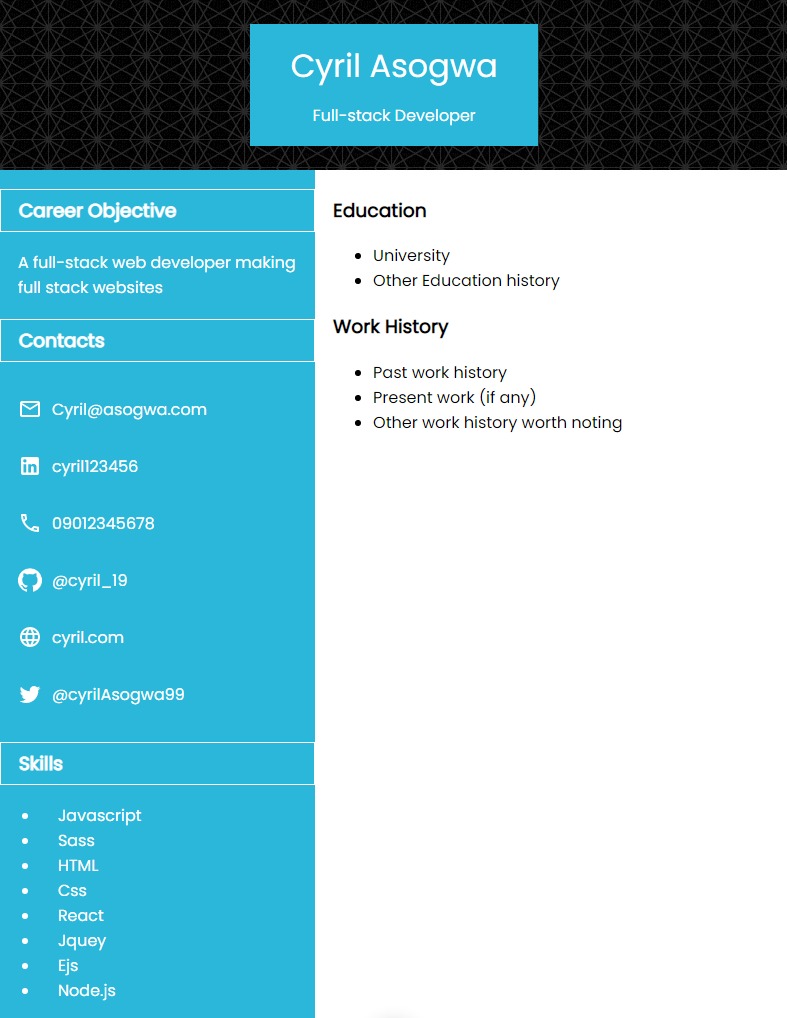 Cyril Asogwa
Full-stack Developer
Career Objective
A full-stack web developer making
full stack websites
Contacts
Cyril@asogwa.com
cyril123456
09012345678
@cyril_19
cyril.com
@cyrilAsogwa99
Skills
Javascript
Sass
HTML
Css
React
Jquey
Ejs
Node.js
Education
University
Other Education history
Work History
Past work history
Present work (if any)
Other work history worth noting